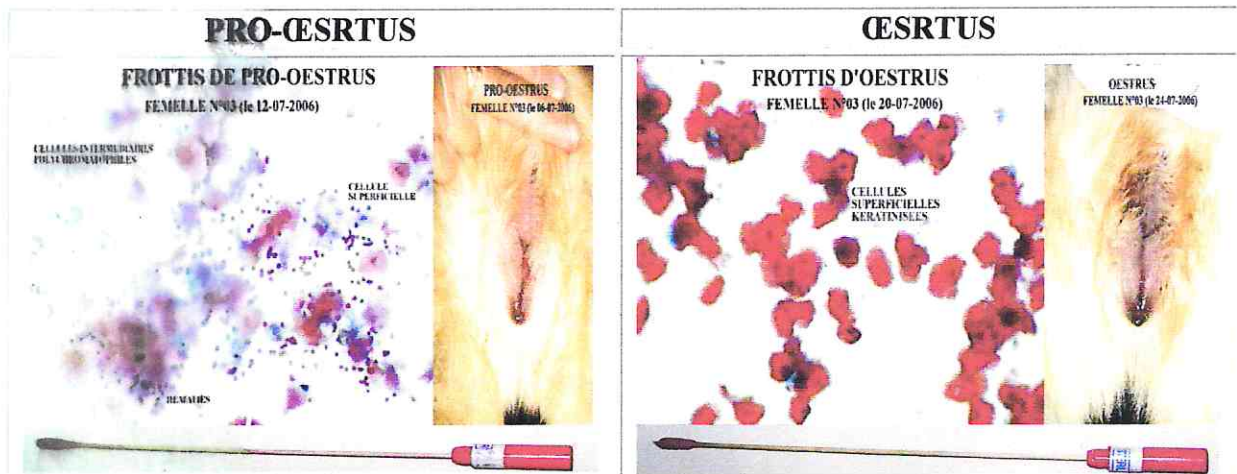 PRO-ŒSRTUS
FROTTIS DE PRO-OESTRUS
FEMELLE N°03 (le 12-07-2006)
CELLULES INTERMEDIAIRES
POLYCHROMATOPHILES
CELLULE
SUPERFICIELLE
HEMATIES
PRO-OESTRUS
FEMELLE N°03 (le 06-07-2006)
ŒSRTUS
FROTTIS D'OESTRUS
FEMELLE N°03 (le 20-07-2006)
CELLULES
SUPERFICIELLES
KERATINISEES
OESTRUS
FEMELLE N°03 (le 24-07-2006)